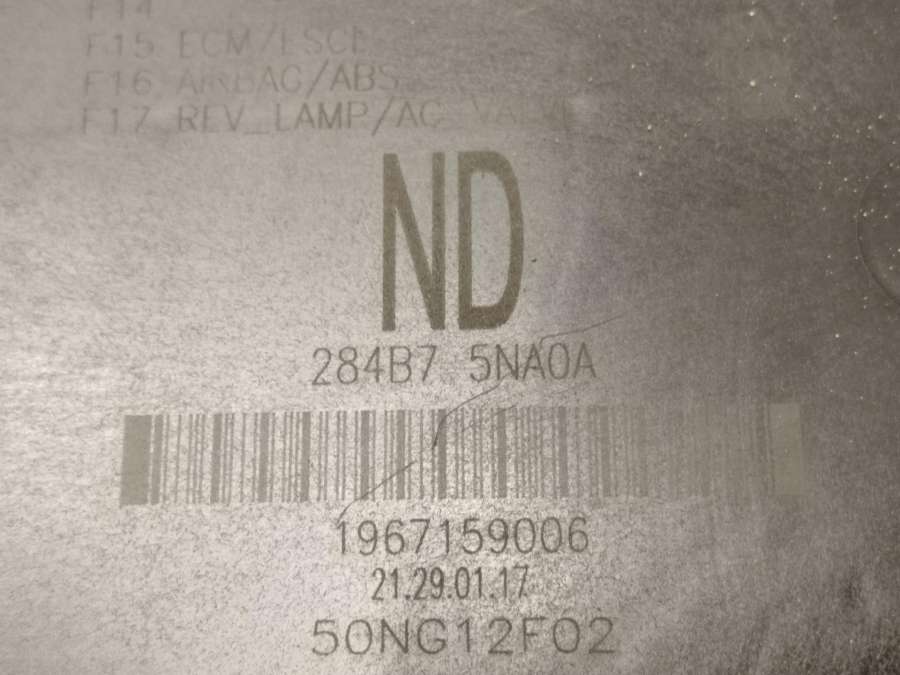 F14
F15 ECM/ESCL
F16 AIRBAG/ABS
F17 REV_LAMP/AC VALVE
ND
284B7 5NA0A
1967159006
21.29.01.17
50NG12F02